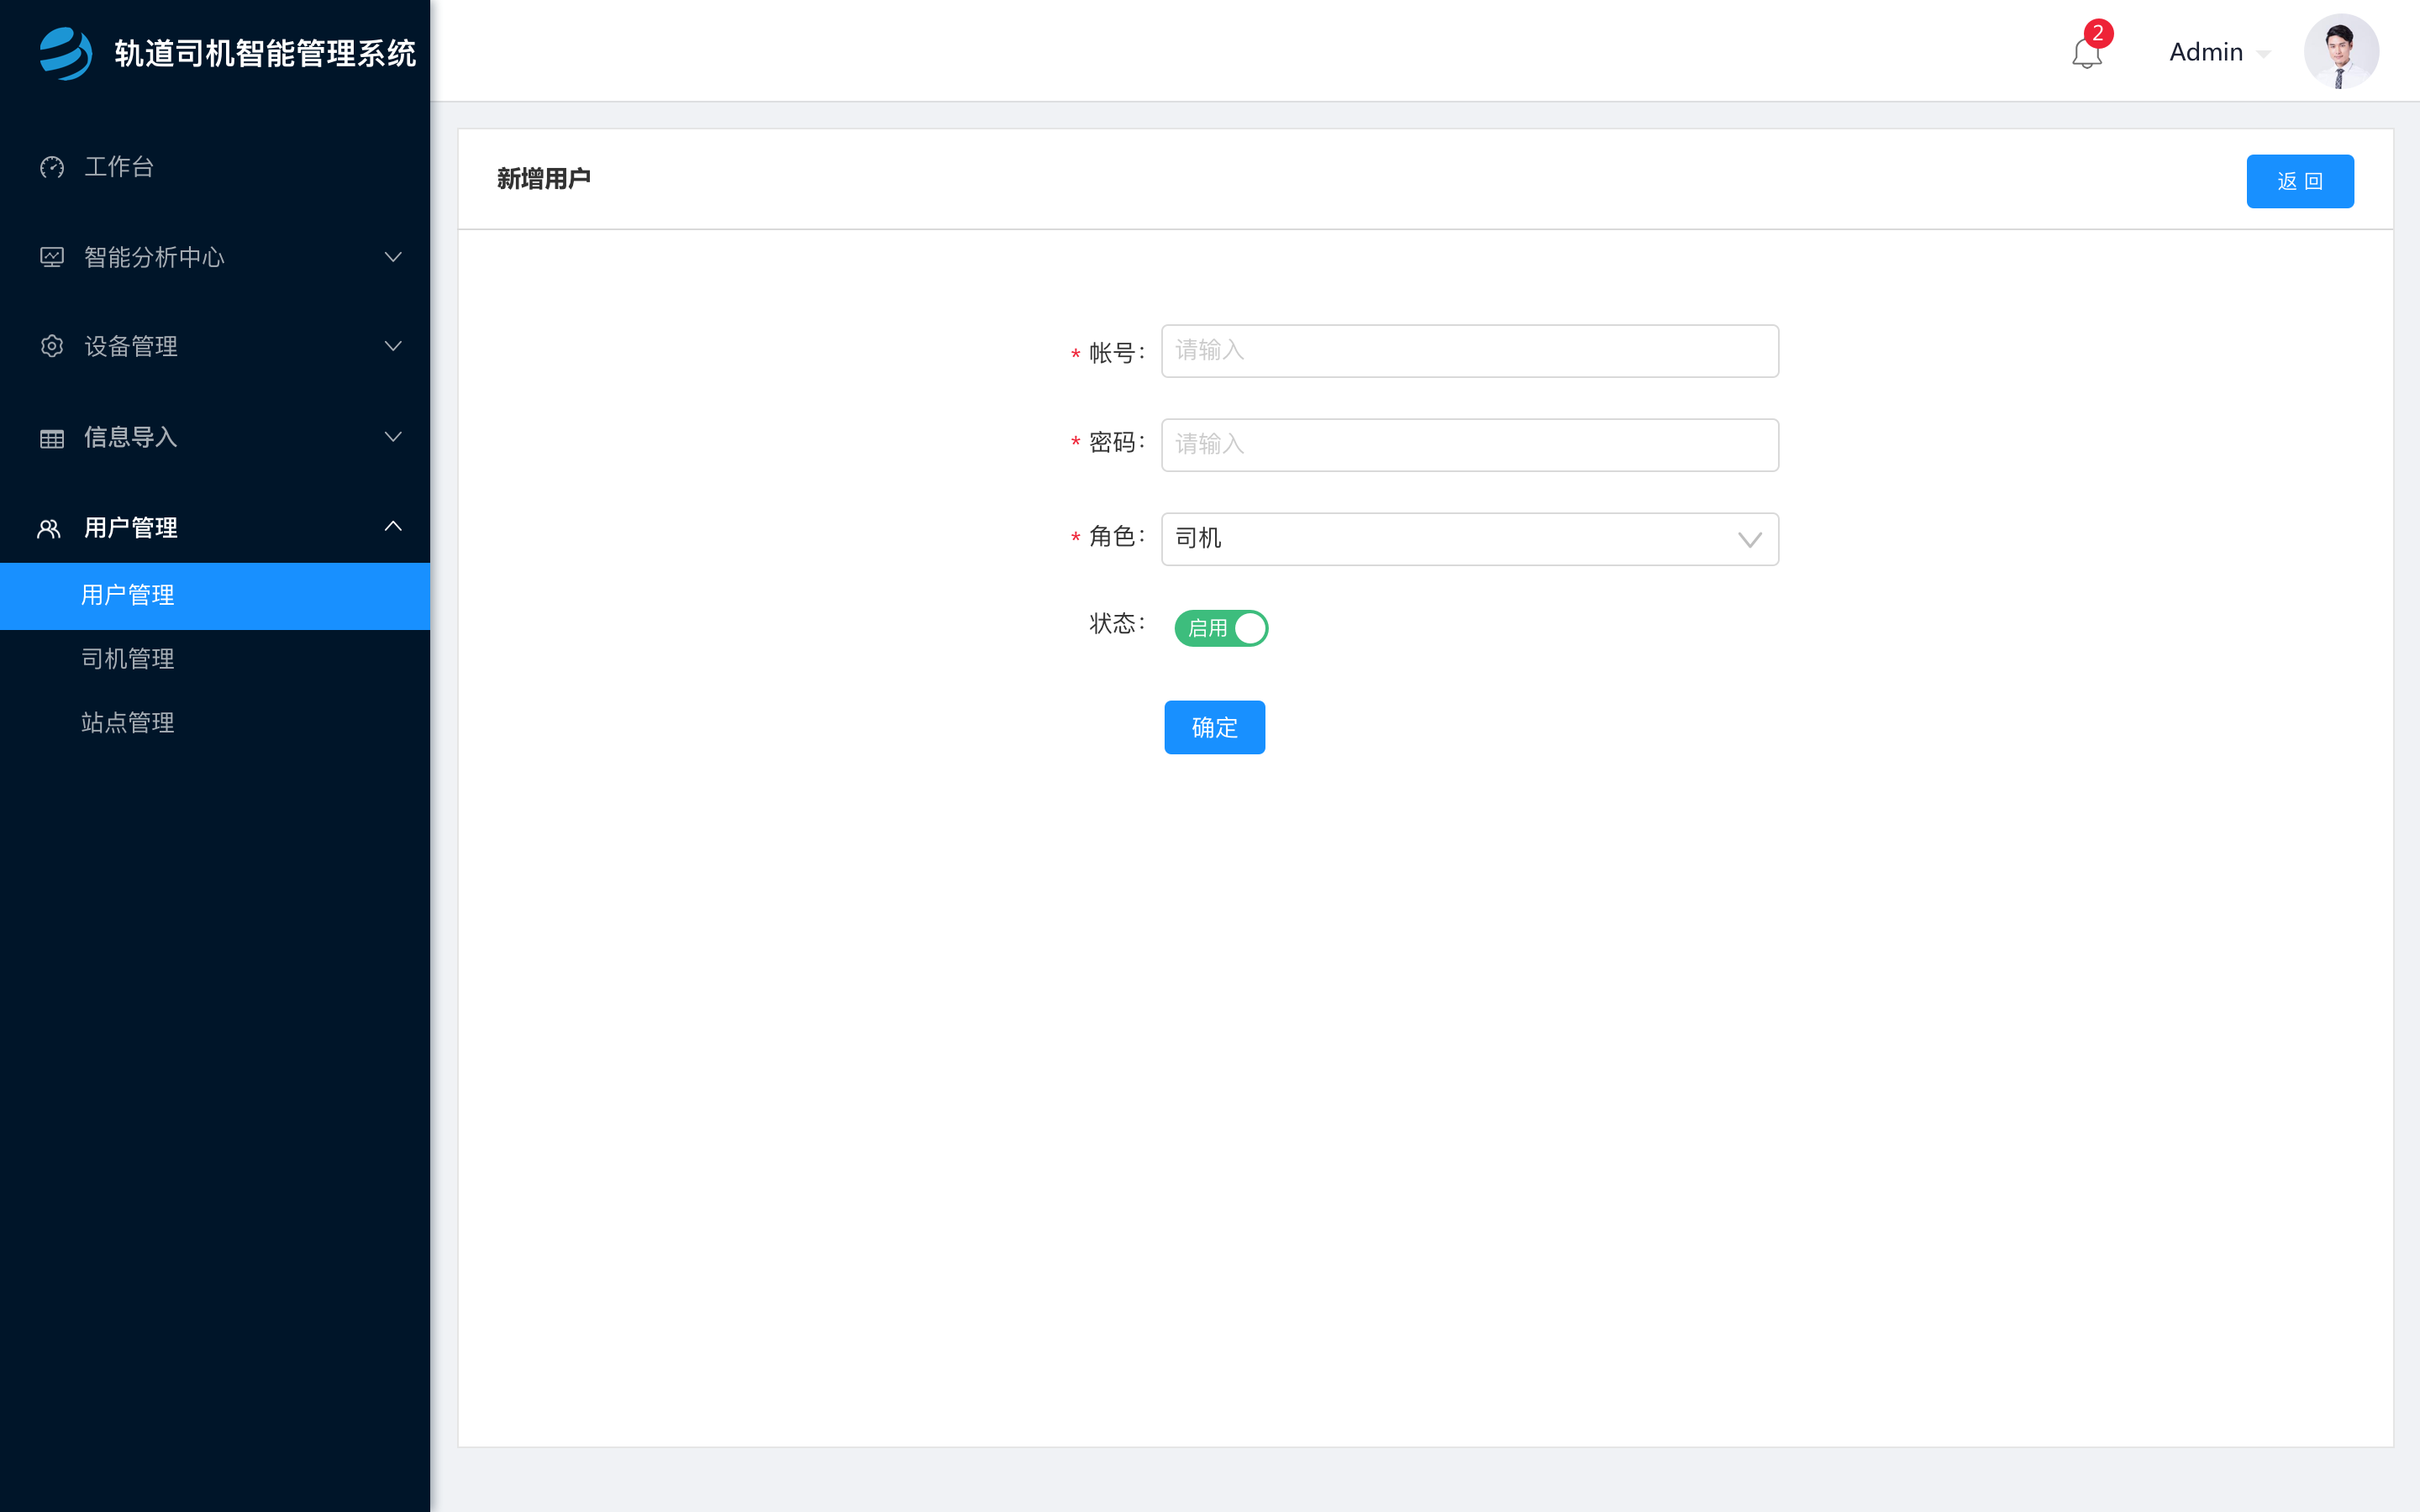 轨道司机智能管理系统
2
Admin
工作台
智能分析中心
设备管理
信息导入
用户管理
用户管理
司机管理
站点管理
新增用户
返 回
* 帐号: 请输入
* 密码: 请输入
* 角色: 司机
状态: 启用
确定